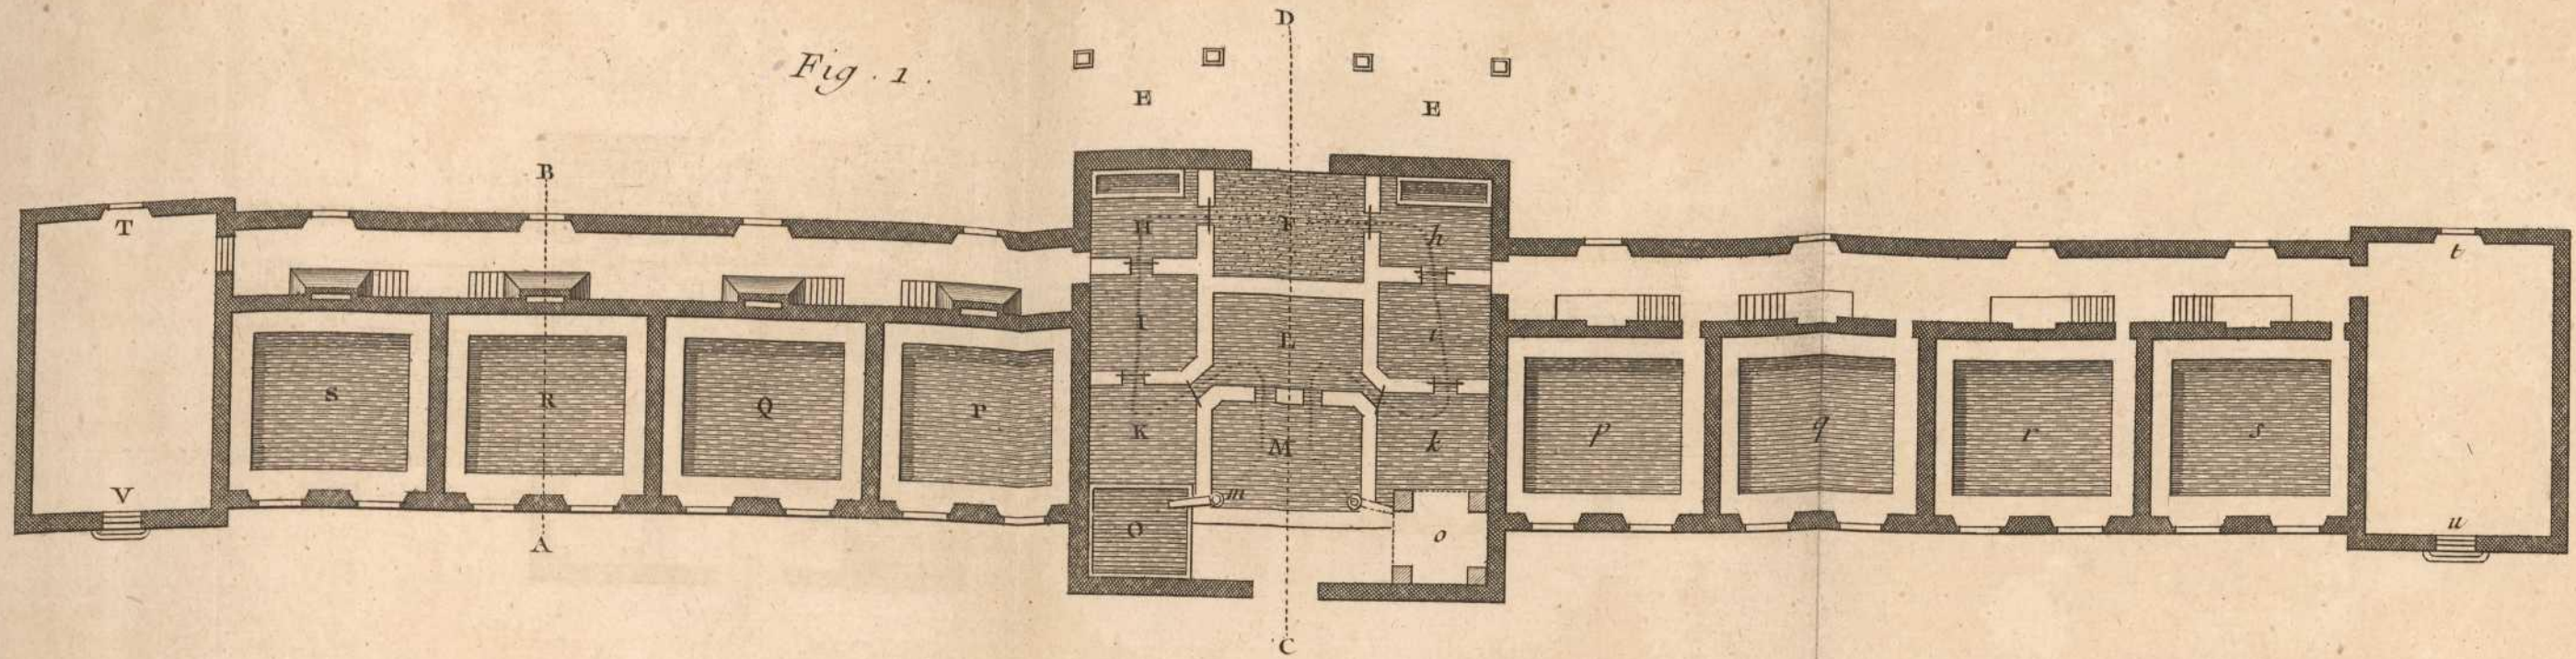 D
Fig. 1.
E E
B
T t
H F h
I L i
S R Q P p q r s
K M k
V m u
O o
A
C